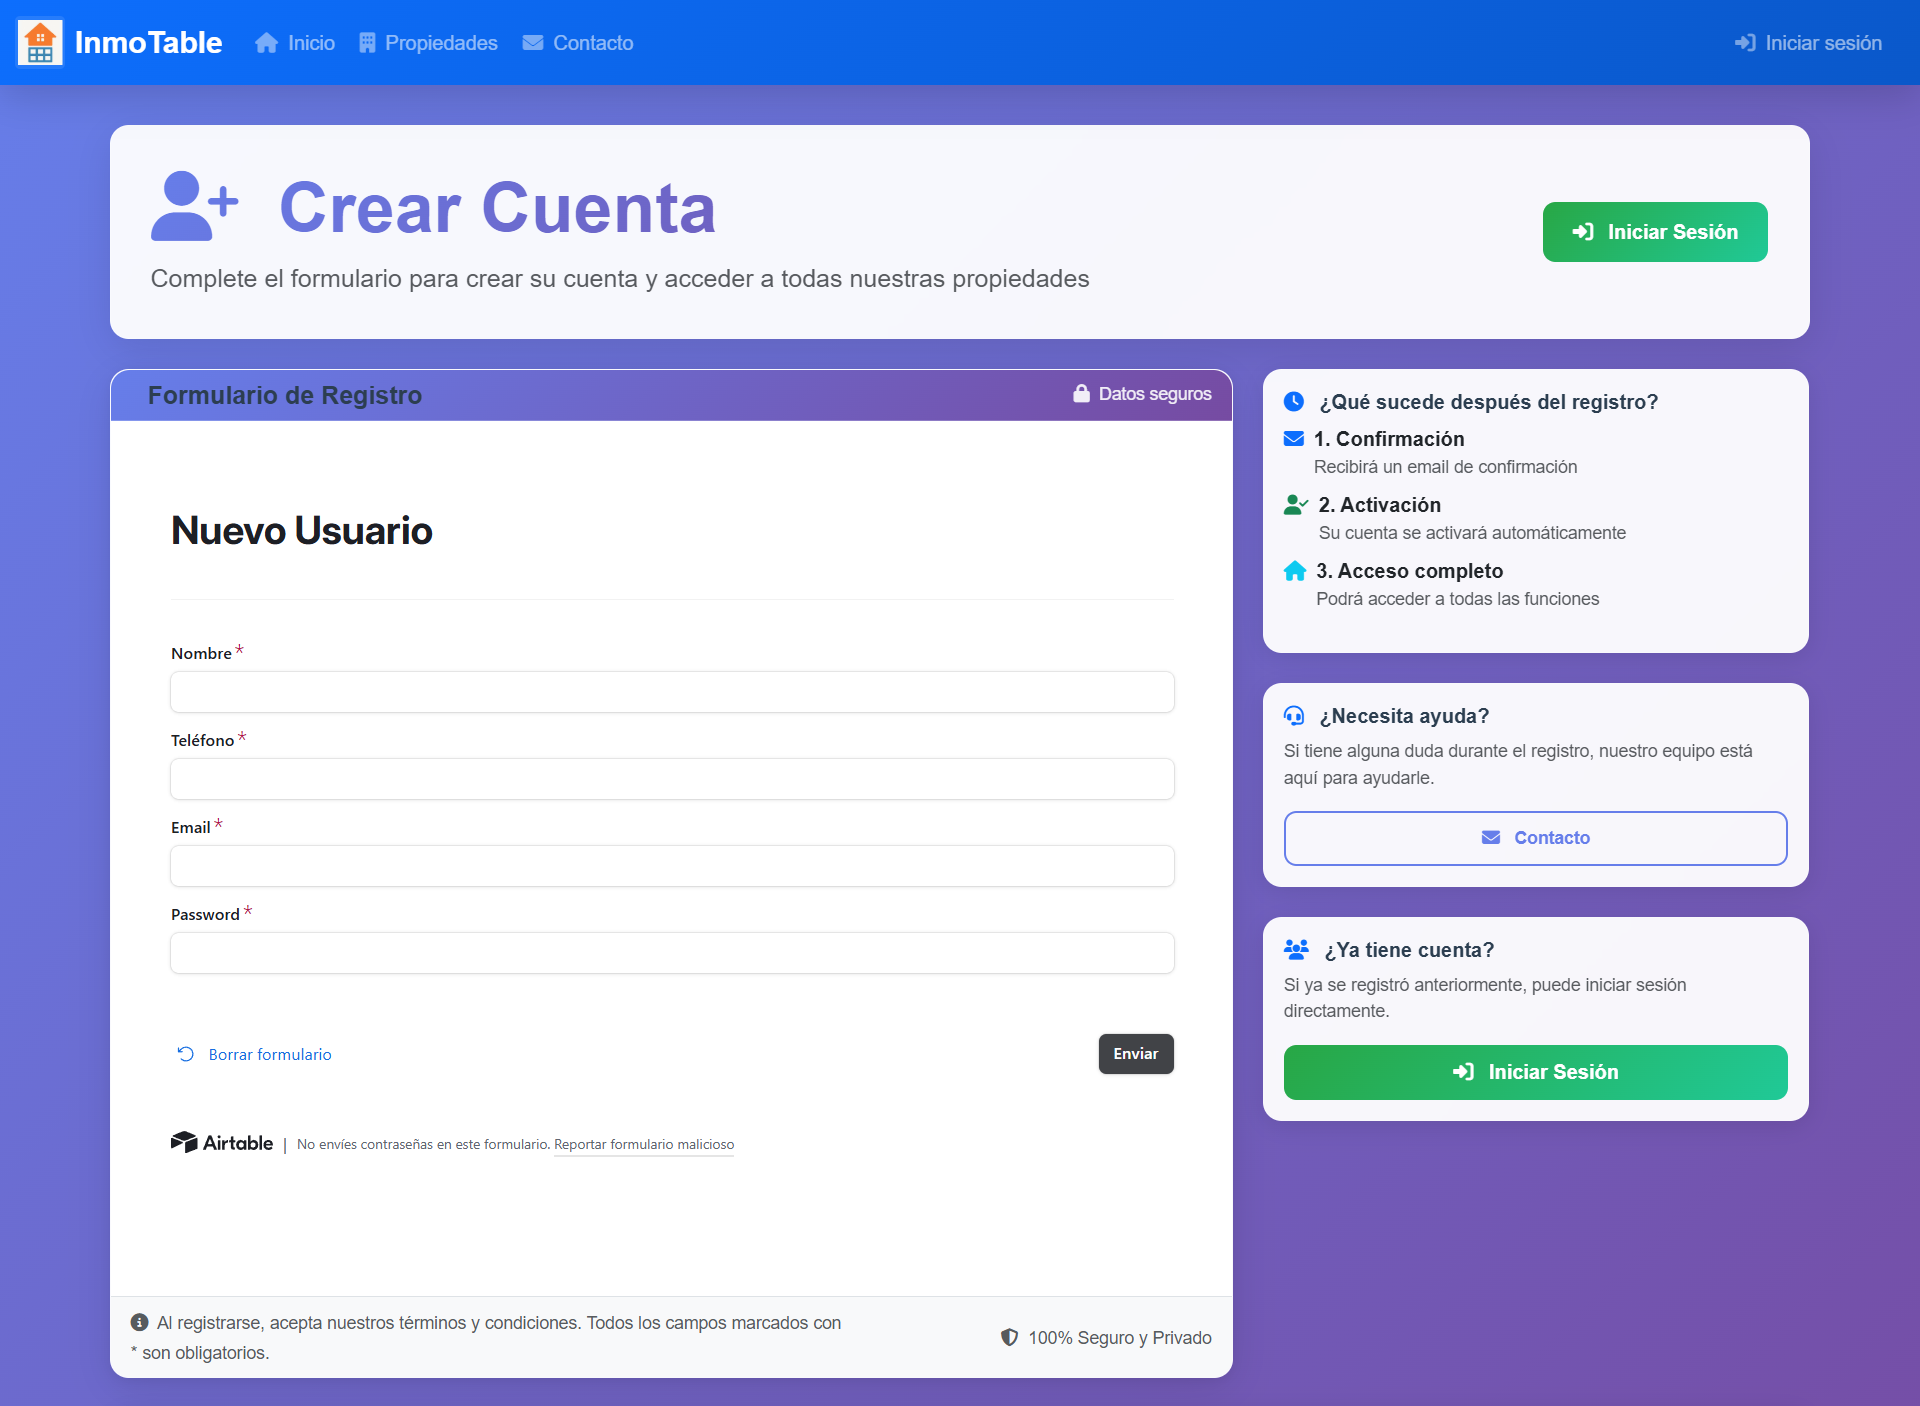 InmoTable
Inicio
Propiedades
Contacto
Iniciar sesión
Crear Cuenta
Complete el formulario para crear su cuenta y acceder a todas nuestras propiedades
Iniciar Sesión
Formulario de Registro
Datos seguros
Nuevo Usuario
Nombre *
Teléfono *
Email *
Password *
Borrar formulario
Enviar
Airtable | No envíes contraseñas en este formulario. Reportar formulario malicioso
Al registrarse, acepta nuestros términos y condiciones. Todos los campos marcados con
* son obligatorios.
100% Seguro y Privado
¿Qué sucede después del registro?
1. Confirmación
Recibirá un email de confirmación
2. Activación
Su cuenta se activará automáticamente
3. Acceso completo
Podrá acceder a todas las funciones
¿Necesita ayuda?
Si tiene alguna duda durante el registro, nuestro equipo está
aquí para ayudarle.
Contacto
¿Ya tiene cuenta?
Si ya se registró anteriormente, puede iniciar sesión
directamente.
Iniciar Sesión